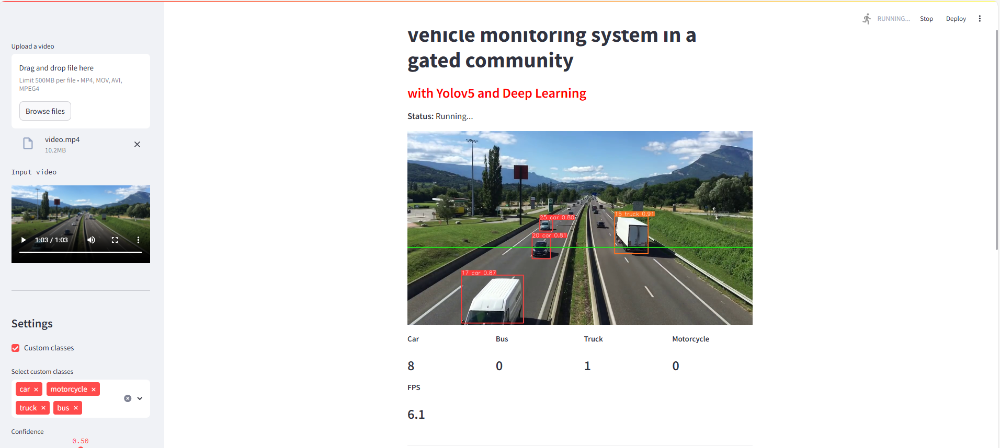 RUNNING...
Stop
Deploy
Upload a video
Drag and drop file here
Limit 500MB per file • MP4, MOV, AVI,
MPEG4
Browse files
video.mp4
10.2MB
Input video
1:03 / 1:03
Settings
Custom classes
Select custom classes
car ×
motorcycle ×
truck ×
bus ×
Confidence
0.50
vehicle monitoring system in a
gated community
with Yolov5 and Deep Learning
Status: Running...
25 car 0.80
15 truck 0.91
20 car 0.81
17 car 0.87
Car
Bus
Truck
Motorcycle
8
0
1
0
FPS
6.1